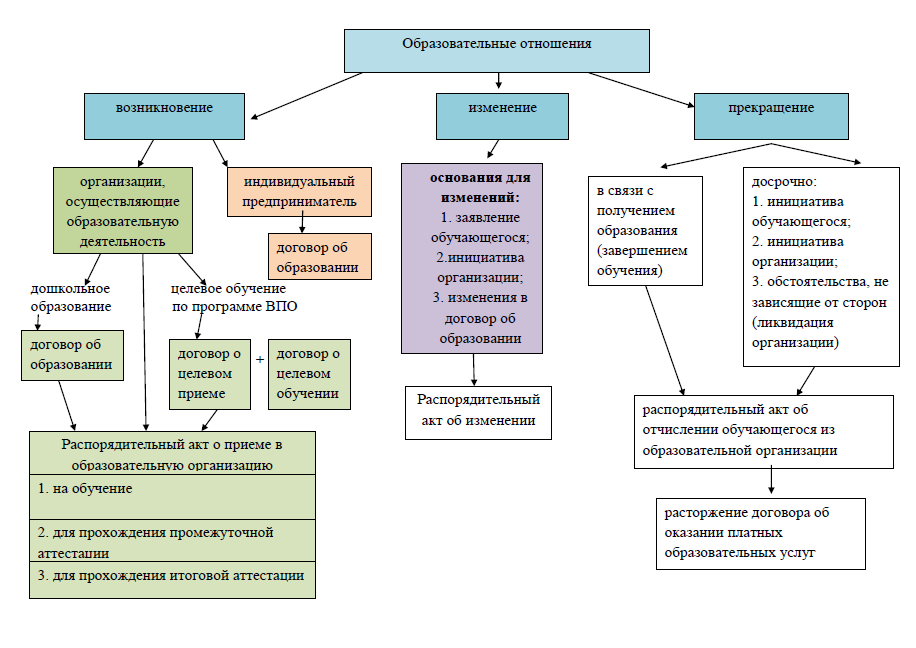 Образовательные отношения
возникновение
изменение
прекращение
организации,
осуществляющие
образовательную
деятельность
индивидуальный
предприниматель
договор об
образовании
дошкольное
образование
целевое обучение
по программе ВПО
договор об
образовании
договор о
целевом
приеме
+
договор о
целевом
обучении
Распорядительный акт о приеме в
образовательную организацию
1. на обучение
2. для прохождения промежуточной
аттестации
3. для прохождения итоговой аттестации
основания для
изменений:
1. заявление
обучающегося;
2.инициатива
организации;
3. изменения в
договор об
образовании
Распорядительный
акт об изменении
в связи с
получением
образования
(завершением
обучения)
досрочно:
1. инициатива
обучающегося;
2. инициатива
организации;
3. обстоятельства, не
зависящие от сторон
(ликвидация
организации)
распорядительный акт об
отчислении обучающегося из
образовательной организации
расторжение договора об
оказании платных
образовательных услуг